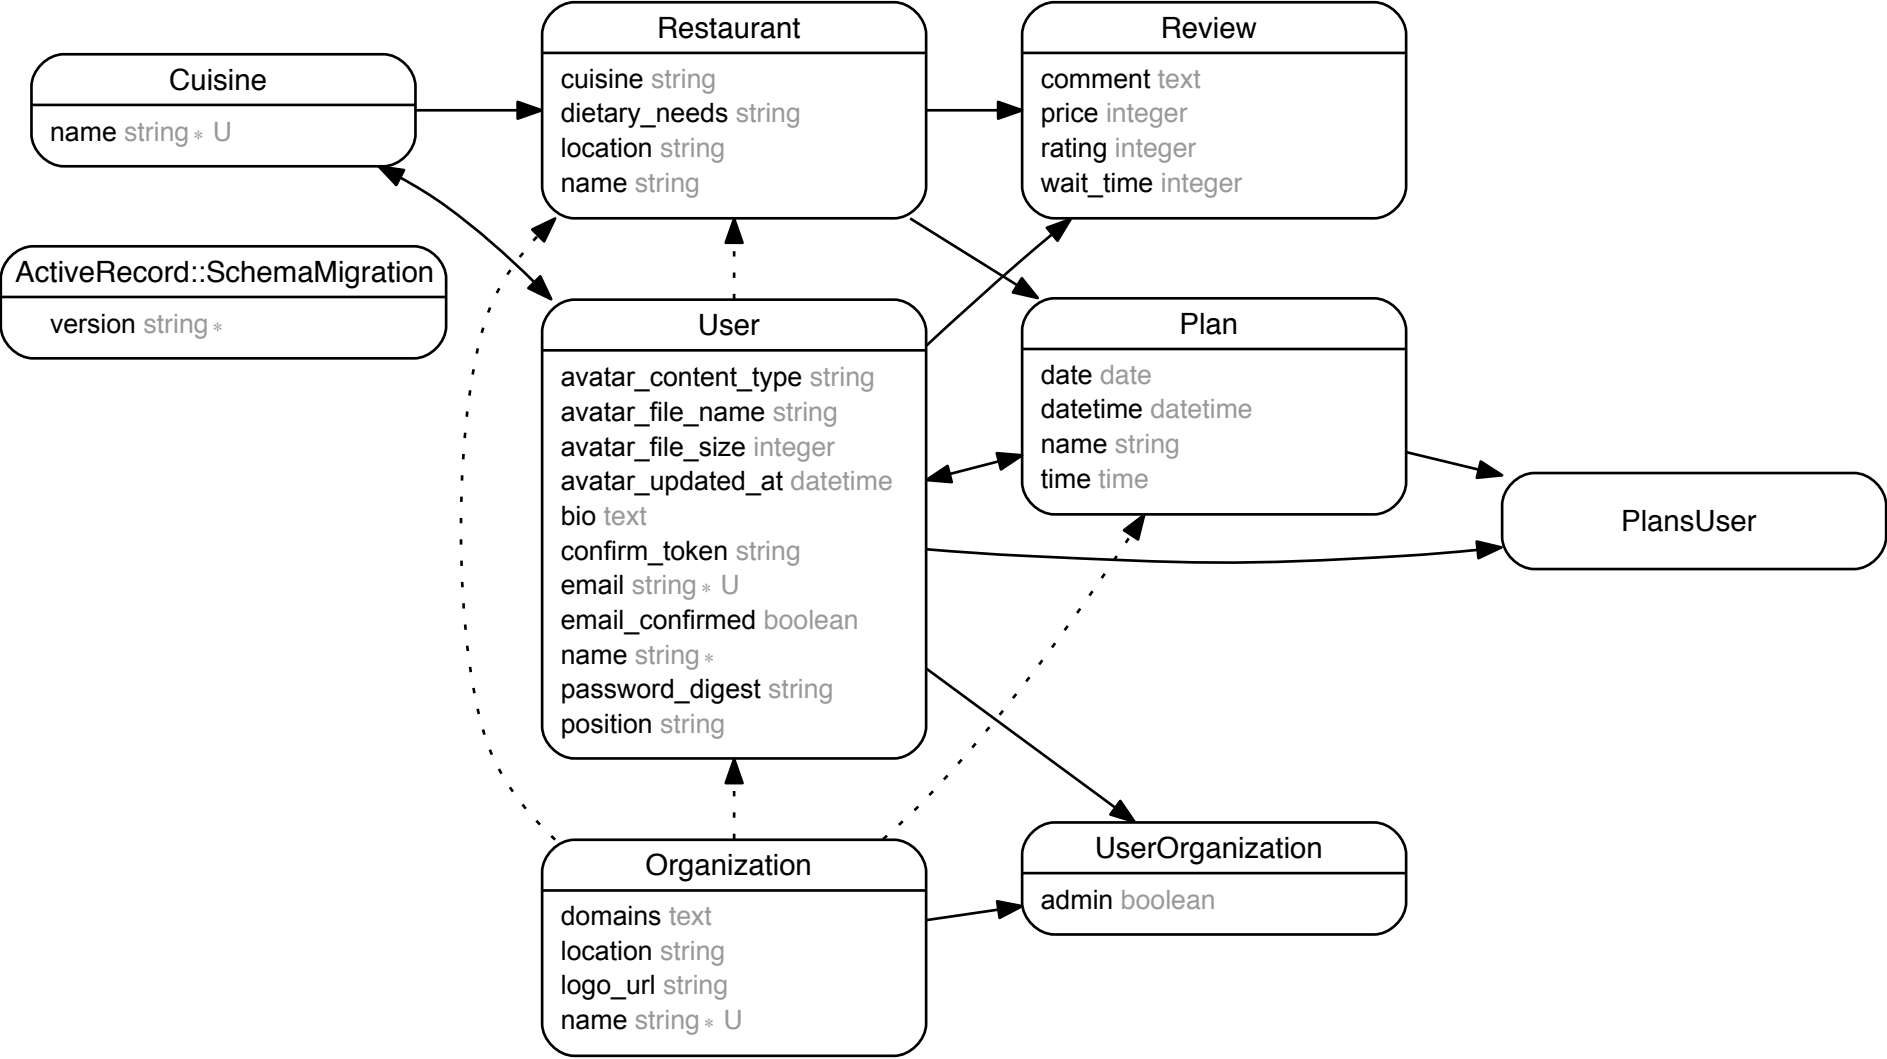 Cuisine
name string* U
ActiveRecord::SchemaMigration
version string*
Restaurant
cuisine string
dietary_needs string
location string
name string
Review
comment text
price integer
rating integer
wait_time integer
User
avatar_content_type string
avatar_file_name string
avatar_file_size integer
avatar_updated_at datetime
bio text
confirm_token string
email string* U
email_confirmed boolean
name string*
password_digest string
position string
Plan
date date
datetime datetime
name string
time time
PlansUser
Organization
domains text
location string
logo_url string
name string* U
UserOrganization
admin boolean